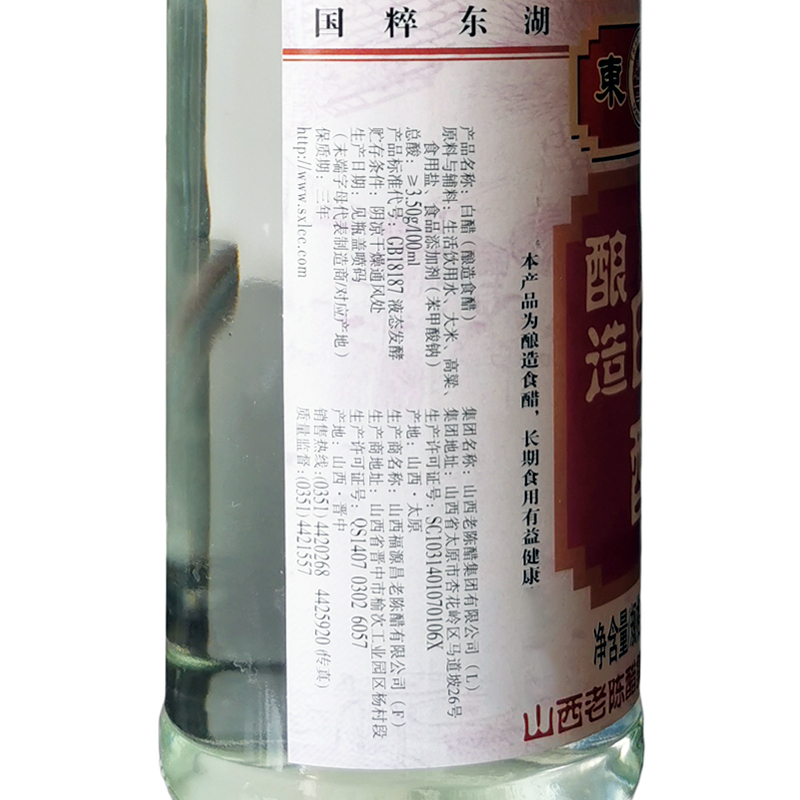 国粹东湖
東
酿造
醋
本产品为酿造食醋，长期食用有益健康
产品名称：白醋（酿造食醋）
原料与辅料：生活饮用水、大米、高粱、
食用盐、食品添加剂（苯甲酸钠）
总酸：≥3.50g/100ml
产品标准代号：GB18187 液态发酵
贮存条件：阴凉干燥通风处
生产日期：见瓶盖喷码
（末端字母代表制造商/对应产地）
保质期：三年
http://www.sxlcc.com
集团名称：山西老陈醋集团有限公司（L）
集团地址：山西省太原市杏花岭区马道坡26号
生产许可证号：SC1031401070106X
产地：山西·太原
生产商名称：山西福源昌老陈醋有限公司（F）
生产商地址：山西省晋中市榆次工业园区杨村段
生产许可证号：QS1407 0302 6057
产地：山西·晋中
销售热线:(0351) 4420268 4425920 (传真)
质量监督:(0351) 4421557
净含量
山西老陈醋